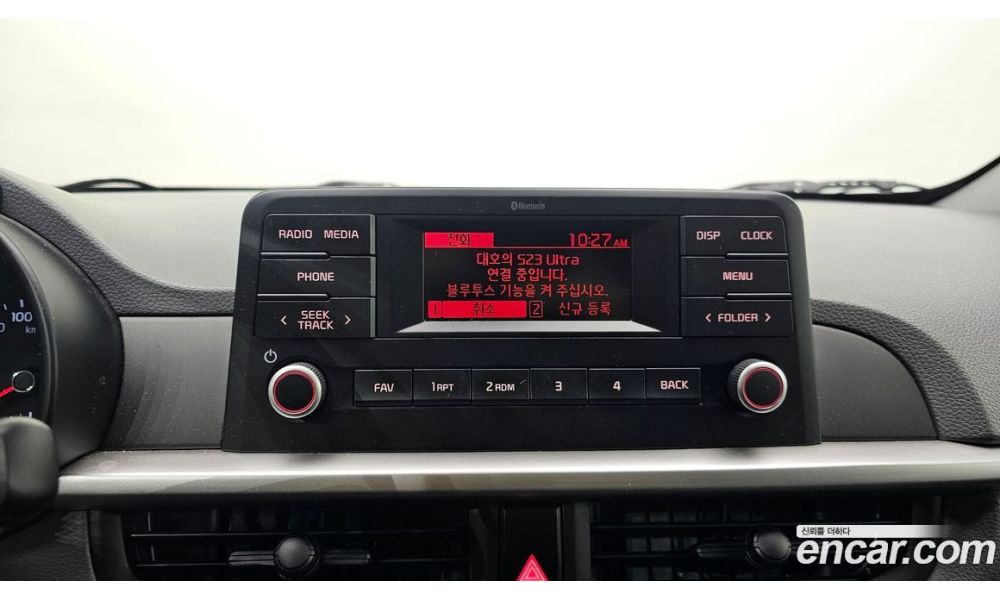 Bluetooth
RADIO MEDIA
PHONE
< SEEK TRACK >
전화 10:27 AM
대호의 S23 Ultra
연결 중입니다.
블루투스 기능을 켜 주십시오.
1 취소 2 신규 등록
DISP CLOCK
MENU
< FOLDER >
FAV 1 RPT 2 RDM 3 4 BACK
100
km
신뢰를 더하다
encar.com